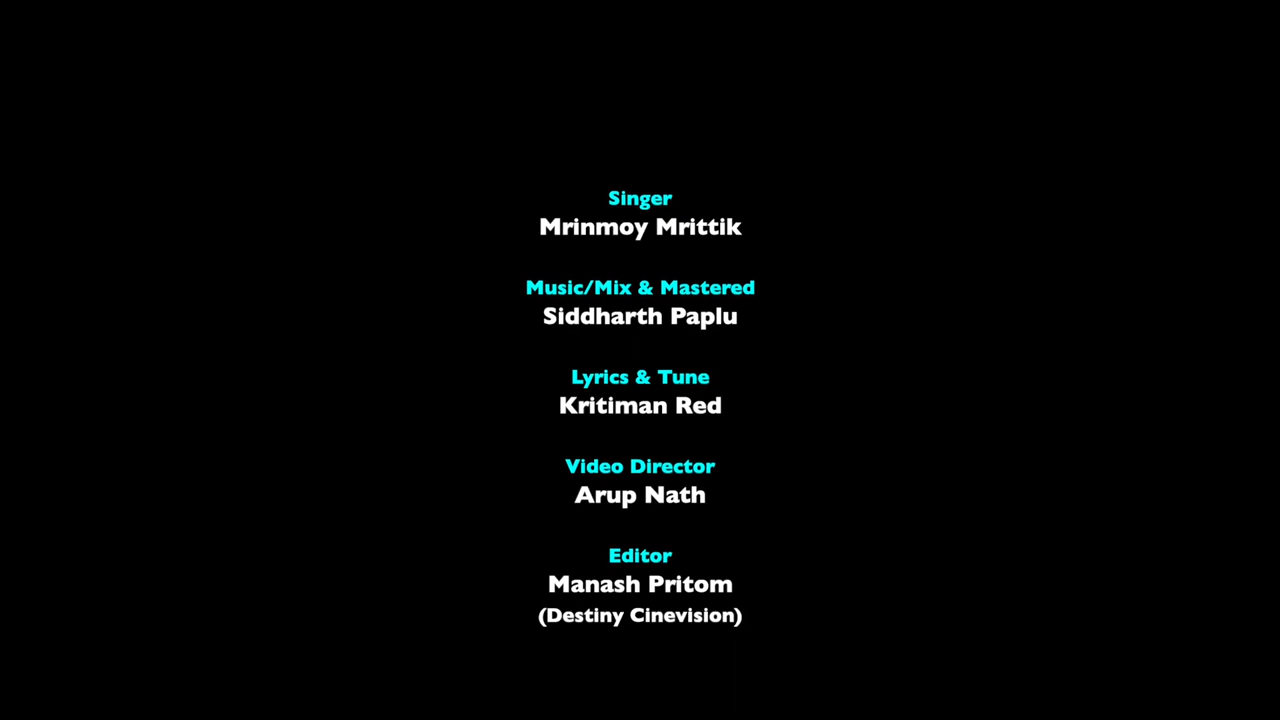 Singer
Mrinmoy Mrittik
Music/Mix & Mastered
Siddharth Paplu
Lyrics & Tune
Kritiman Red
Video Director
Arup Nath
Editor
Manash Pritom
(Destiny Cinevision)